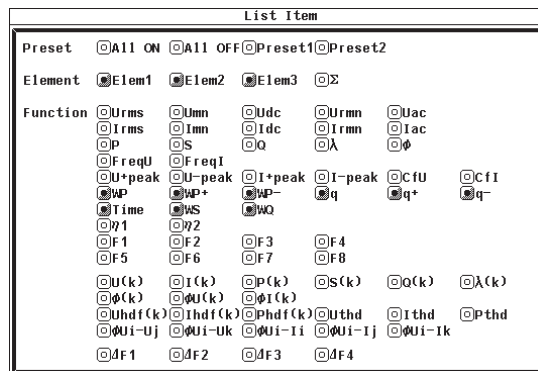 List Item
Preset All ON All OFF Preset1 Preset2
Element Elem1 Elem2 Elem3 Σ
Function Urms Umn Udc Urmn Uac
Irms Imn Idc Irmn Iac
P S Q λ ϕ
FreqU FreqI
U+peak U-peak I+peak I-peak CfU CfI
WP WP+ WP- q q+ q-
Time WS WQ
η1 η2
F1 F2 F3 F4
F5 F6 F7 F8
U(k) I(k) P(k) S(k) Q(k) λ(k)
ϕ(k) ϕU(k) ϕI(k)
Uhdf(k) Ihdf(k) Phdf(k) Uthd Ithd Pthd
ϕUi-Uj ϕUi-Uk ϕUi-Ii ϕUi-Ij ϕUi-Ik
ΔF1 ΔF2 ΔF3 ΔF4